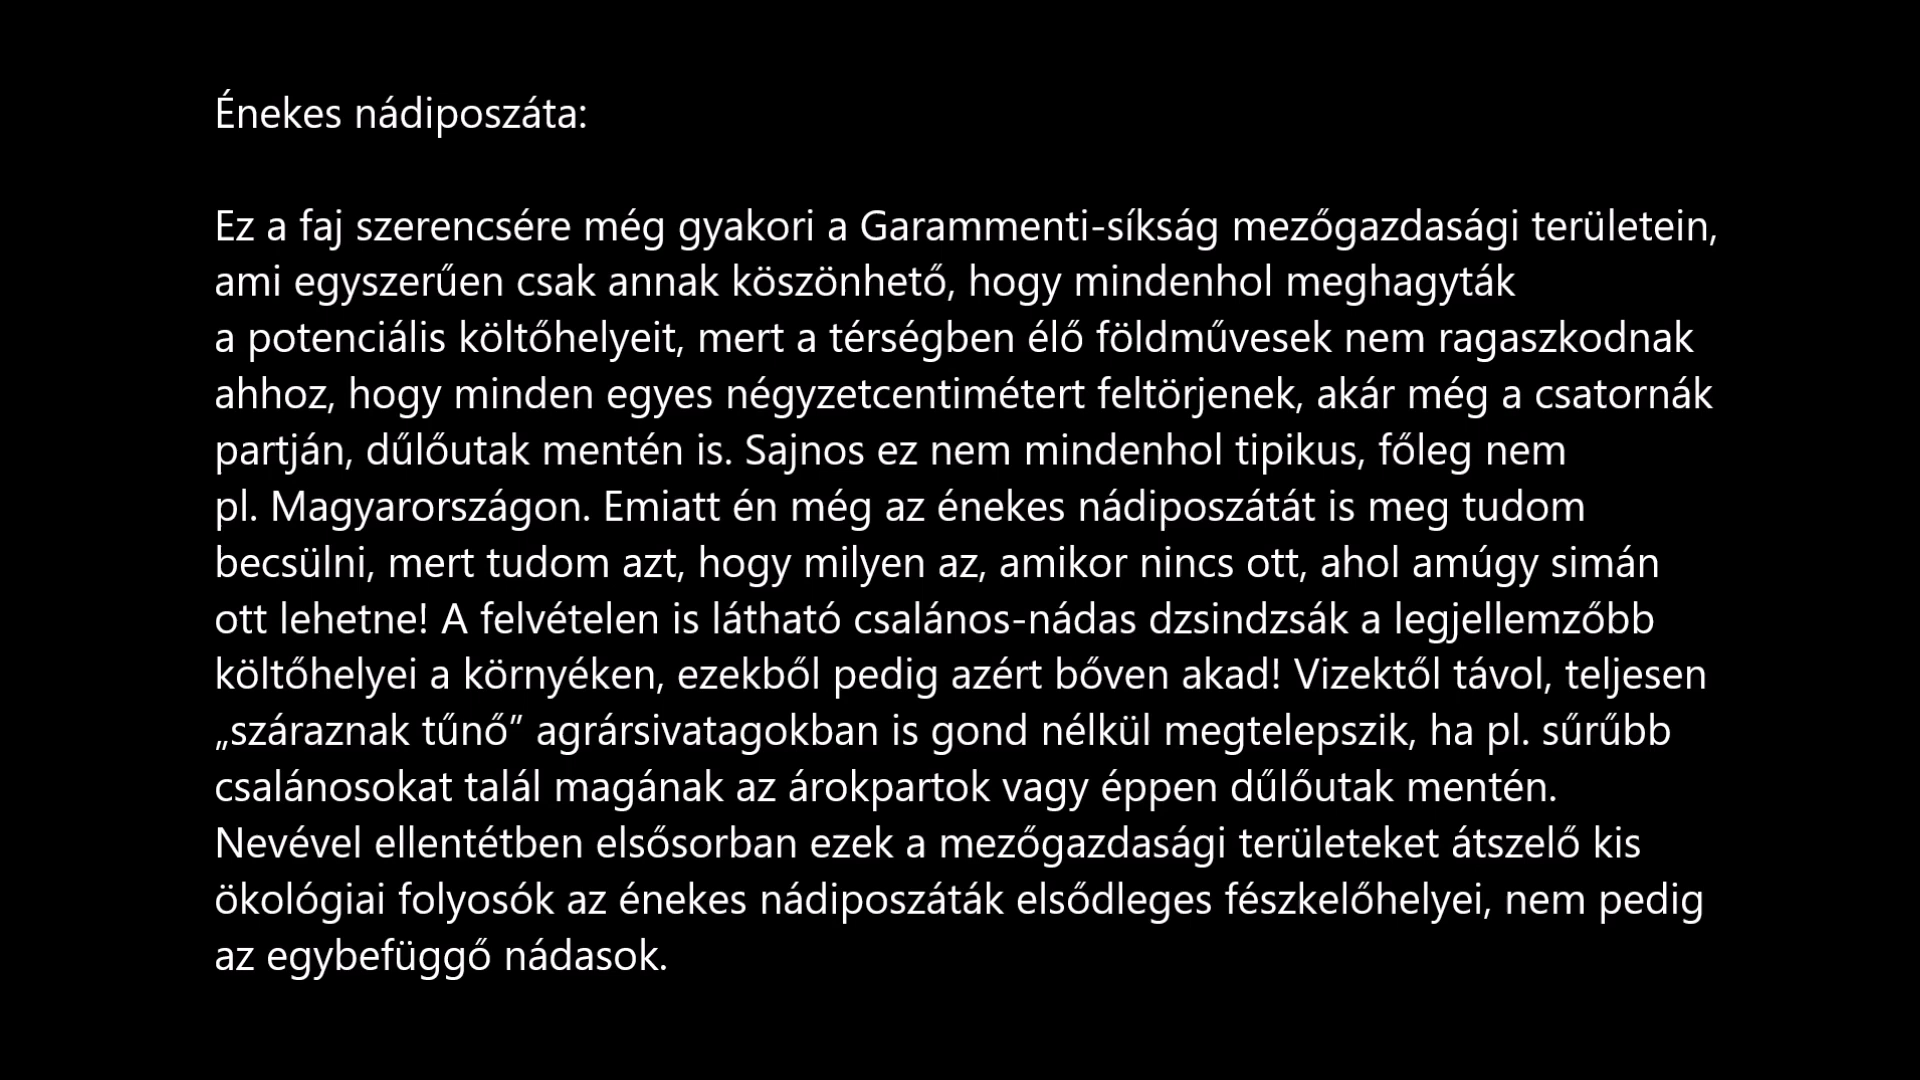 Énekes nádiposzáta:
Ez a faj szerencsére még gyakori a Garammenti-síkság mezőgazdasági területein,
ami egyszerűen csak annak köszönhető, hogy mindenhol meghagyták
a potenciális költőhelyeit, mert a térségben élő földművesek nem ragaszkodnak
ahhoz, hogy minden egyes négyzetcentimétert feltörjenek, akár még a csatornák
partján, dűlőutak mentén is. Sajnos ez nem mindenhol tipikus, főleg nem
pl. Magyarországon. Emiatt én még az énekes nádiposzátát is meg tudom
becsülni, mert tudom azt, hogy milyen az, amikor nincs ott, ahol amúgy simán
ott lehetne! A felvételen is látható csalános-nádas dzsindzsák a legjellemzőbb
költőhelyei a környéken, ezekből pedig azért bőven akad! Vizektől távol, teljesen
„száraznak tűnő” agrársivatagokban is gond nélkül megtelepszik, ha pl. sűrűbb
csalánosokat talál magának az árokpartok vagy éppen dűlőutak mentén.
Nevével ellentétben elsősorban ezek a mezőgazdasági területeket átszelő kis
ökológiai folyosók az énekes nádiposzáták elsődleges fészkelőhelyei, nem pedig
az egybefüggő nádasok.